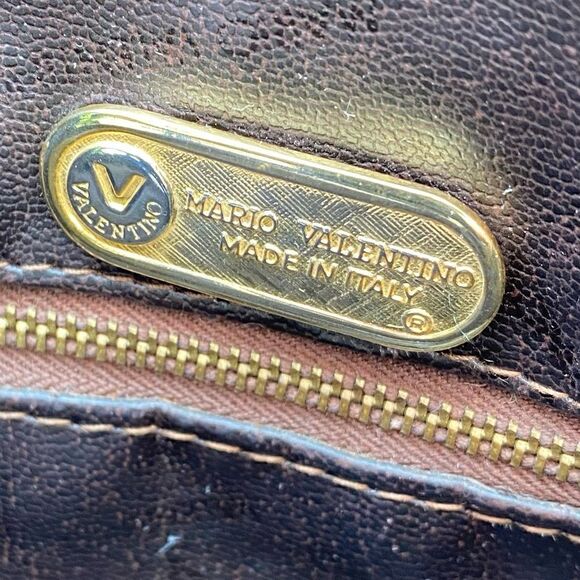 V
VALENTINO
MARIO VALENTINO
MADE IN ITALY
®